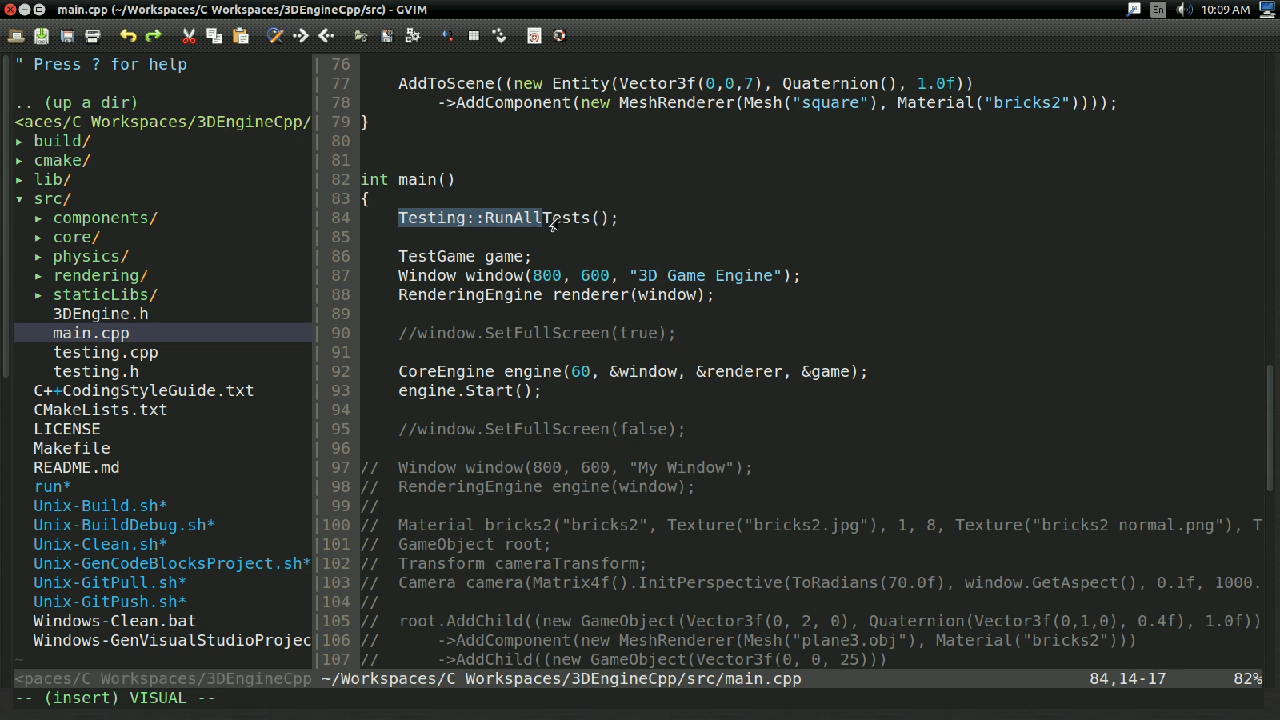 main.cpp (~/Workspaces/C Workspaces/3DEngineCpp/src) - GVIM
En 10:09 AM
" Press ? for help
.. (up a dir)
<aces/C Workspaces/3DEngineCpp/
▸ build/
▸ cmake/
▸ lib/
▾ src/
▸ components/
▸ core/
▸ physics/
▸ rendering/
▸ staticLibs/
3DEngine.h
main.cpp
testing.cpp
testing.h
C++CodingStyleGuide.txt
CMakeLists.txt
LICENSE
Makefile
README.md
run*
Unix-Build.sh*
Unix-BuildDebug.sh*
Unix-Clean.sh*
Unix-GenCodeBlocksProject.sh*
Unix-GitPull.sh*
Unix-GitPush.sh*
Windows-Clean.bat
Windows-GenVisualStudioProjec
~
76
77 AddToScene((new Entity(Vector3f(0,0,7), Quaternion(), 1.0f))
78 ->AddComponent(new MeshRenderer(Mesh("square"), Material("bricks2"))));
79 }
80
81
82 int main()
83 {
84 Testing::RunAllTests();
85
86 TestGame game;
87 Window window(800, 600, "3D Game Engine");
88 RenderingEngine renderer(window);
89
90 //window.SetFullScreen(true);
91
92 CoreEngine engine(60, &window, &renderer, &game);
93 engine.Start();
94
95 //window.SetFullScreen(false);
96
97 // Window window(800, 600, "My Window");
98 // RenderingEngine engine(window);
99 //
100 // Material bricks2("bricks2", Texture("bricks2.jpg"), 1, 8, Texture("bricks2_normal.png"), T
101 // GameObject root;
102 // Transform cameraTransform;
103 // Camera camera(Matrix4f().InitPerspective(ToRadians(70.0f), window.GetAspect(), 0.1f, 1000.
104 //
105 // root.AddChild((new GameObject(Vector3f(0, 2, 0), Quaternion(Vector3f(0,1,0), 0.4f), 1.0f))
106 // ->AddComponent(new MeshRenderer(Mesh("plane3.obj"), Material("bricks2")))
107 // ->AddChild((new GameObject(Vector3f(0, 0, 25)))
<paces/C Workspaces/3DEngineCpp ~/Workspaces/C Workspaces/3DEngineCpp/src/main.cpp 84,14-17 82%
-- (insert) VISUAL --